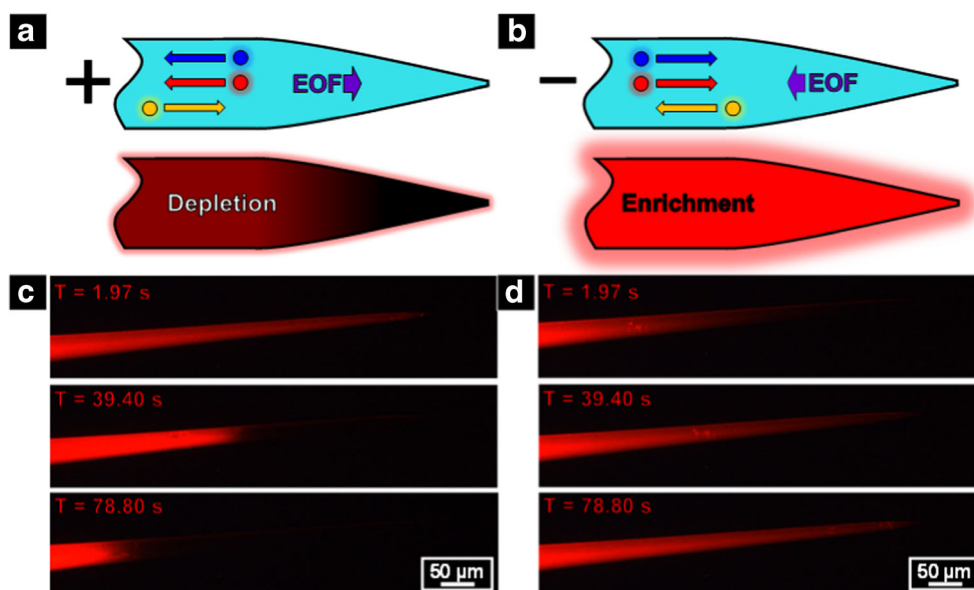 a
b
+
EOF
−
EOF
Depletion
Enrichment
c
T = 1.97 s
T = 39.40 s
T = 78.80 s
50 µm
d
T = 1.97 s
T = 39.40 s
T = 78.80 s
50 µm